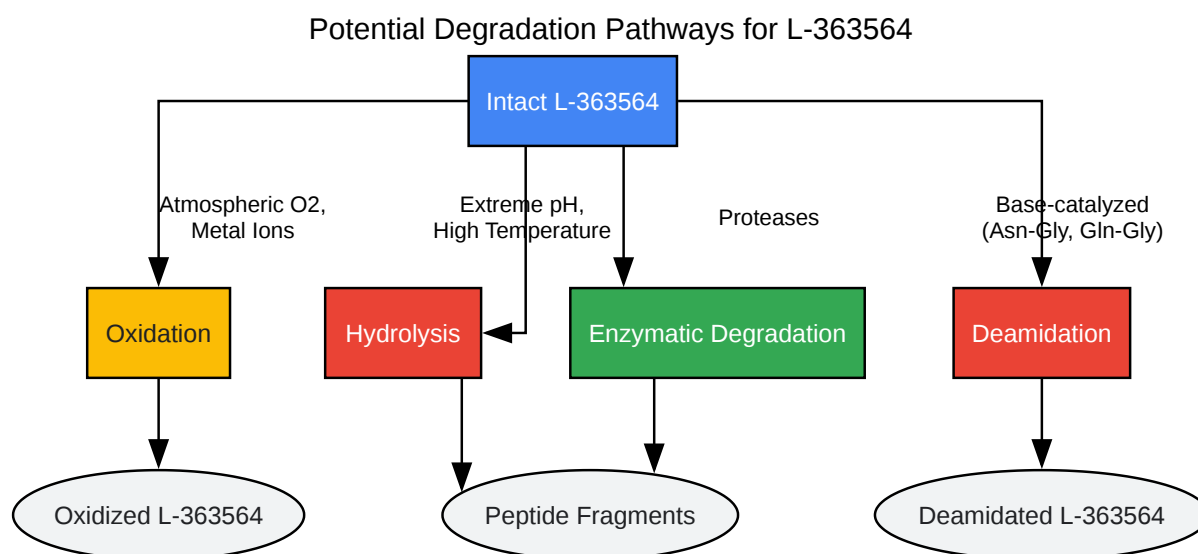 Potential Degradation Pathways for L-363564
Intact L-363564
Atmospheric O2,
Metal Ions
Extreme pH,
High Temperature
Proteases
Base-catalyzed
(Asn-Gly, Gln-Gly)
Oxidation
Hydrolysis
Enzymatic Degradation
Deamidation
Oxidized L-363564
Peptide Fragments
Deamidated L-363564